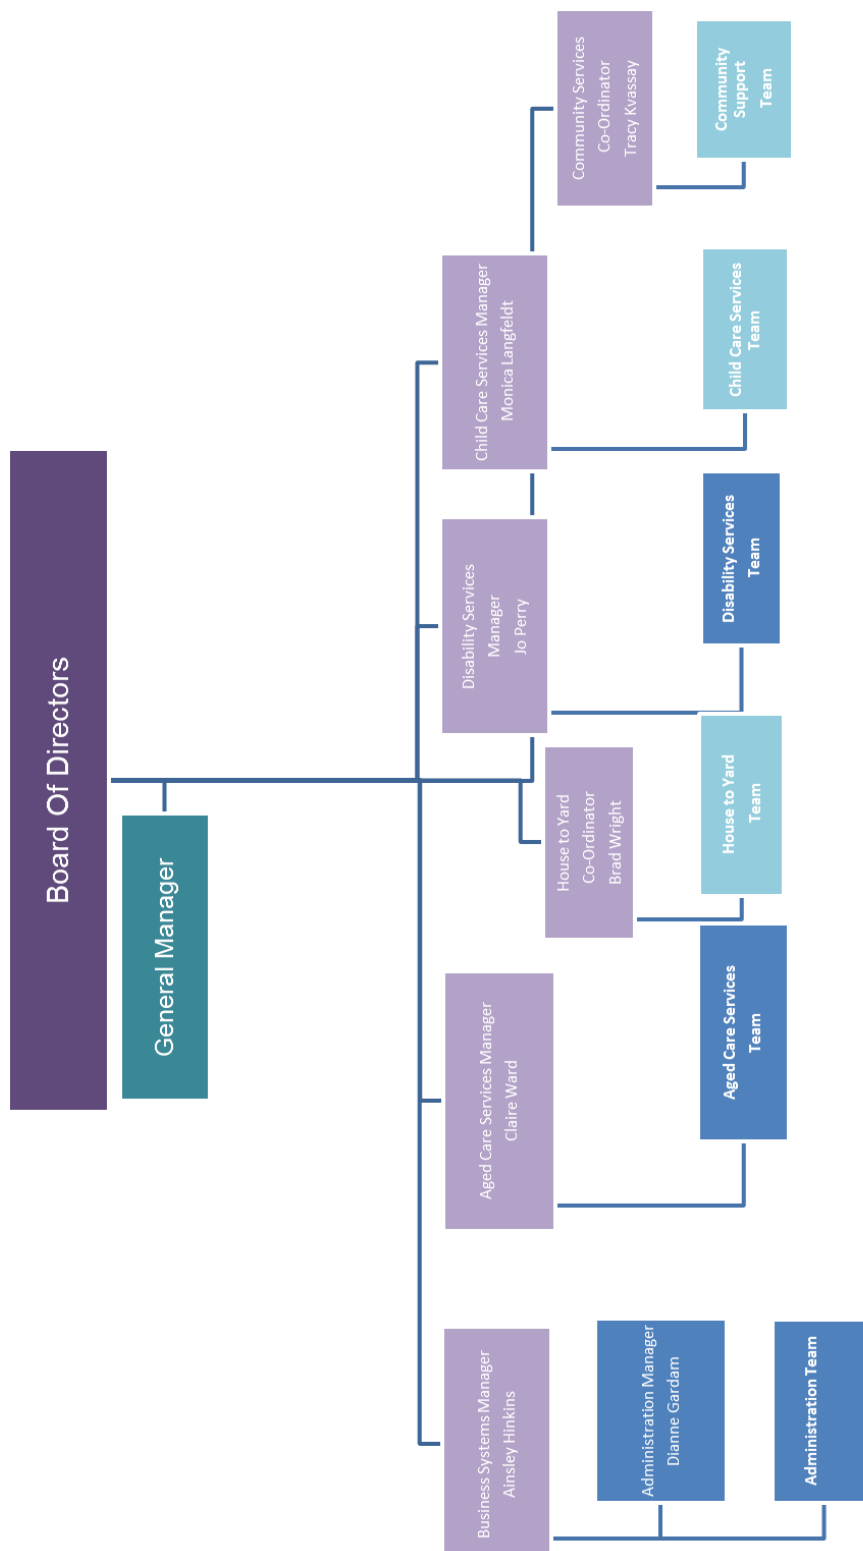 Board Of Directors
General Manager
Business Systems Manager
Ainsley Hinkins
Aged Care Services Manager
Claire Ward
House to Yard
Co-Ordinator
Brad Wright
Disability Services
Manager
Jo Perry
Child Care Services Manager
Monica Langfeldt
Community Services
Co-Ordinator
Tracy Kvassay
Administration Manager
Dianne Gardam
Administration Team
Aged Care Services
Team
House to Yard
Team
Disability Services
Team
Child Care Services
Team
Community
Support
Team